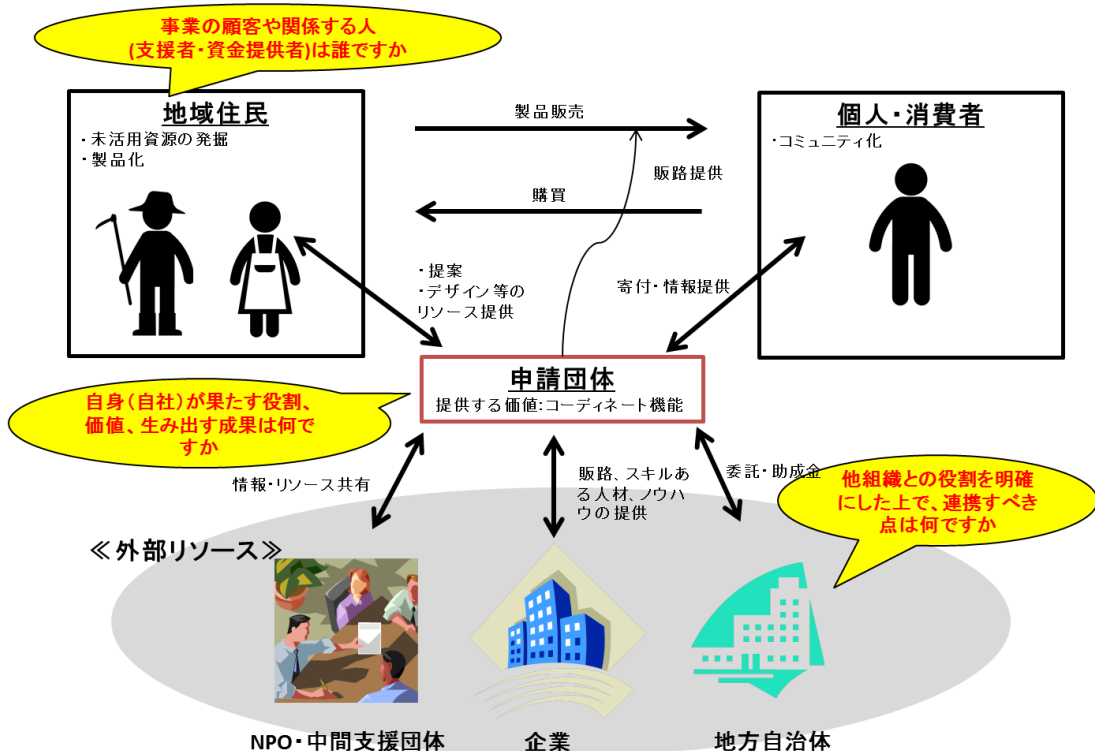 事業の顧客や関係する人
(支援者・資金提供者)は誰ですか
地域住民
・未活用資源の発掘
・製品化
製品販売
販路提供
購買
個人・消費者
・コミュニティ化
・提案
・デザイン等の
リソース提供
寄付・情報提供
申請団体
提供する価値:コーディネート機能
自身(自社)が果たす役割、
価値、生み出す成果は何で
すか
情報・リソース共有
販路、スキルあ
る人材、ノウハ
ウの提供
委託・助成金
他組織との役割を明確
にした上で、連携すべき
点は何ですか
≪外部リソース≫
NPO・中間支援団体
企業
地方自治体